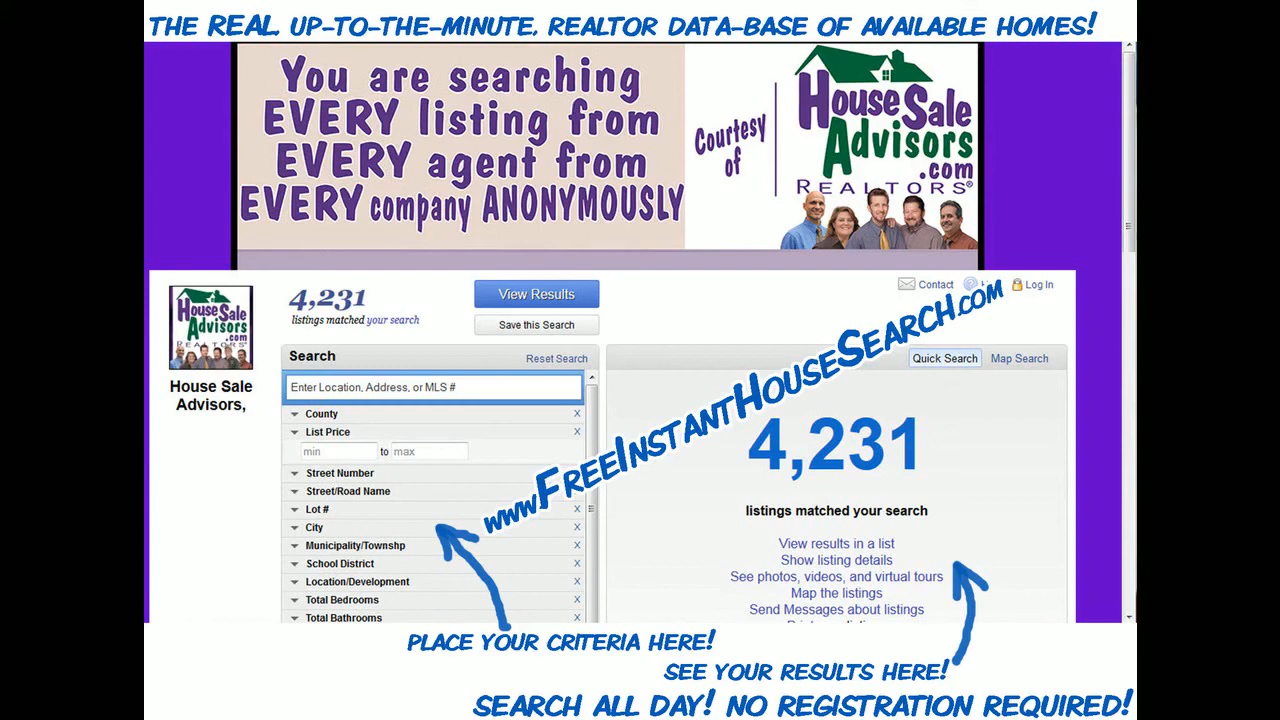 THE REAL, UP-TO-THE-MINUTE, REALTOR DATA-BASE OF AVAILABLE HOMES!
You are searching
EVERY listing from
EVERY agent from
EVERY company ANONYMOUSLY
Courtesy
of
HouseSale
Advisors
.com
REALTORS®
4,231
listings matched your search
View Results
Save this Search
Contact
Log In
HouseSale
Advisors
.com
REALTORS
House Sale
Advisors,
Search
Reset Search
Enter Location, Address, or MLS #
County X
List Price X
min to max
Street Number
Street/Road Name
Lot # X
City X
Municipality/Townshp X
School District X
Location/Development X
Total Bedrooms X
Total Bathrooms X
www.FreeInstantHouseSearch.com
Quick Search
Map Search
4,231
listings matched your search
View results in a list
Show listing details
See photos, videos, and virtual tours
Map the listings
Send Messages about listings
PLACE YOUR CRITERIA HERE!
SEE YOUR RESULTS HERE!
SEARCH ALL DAY! NO REGISTRATION REQUIRED!